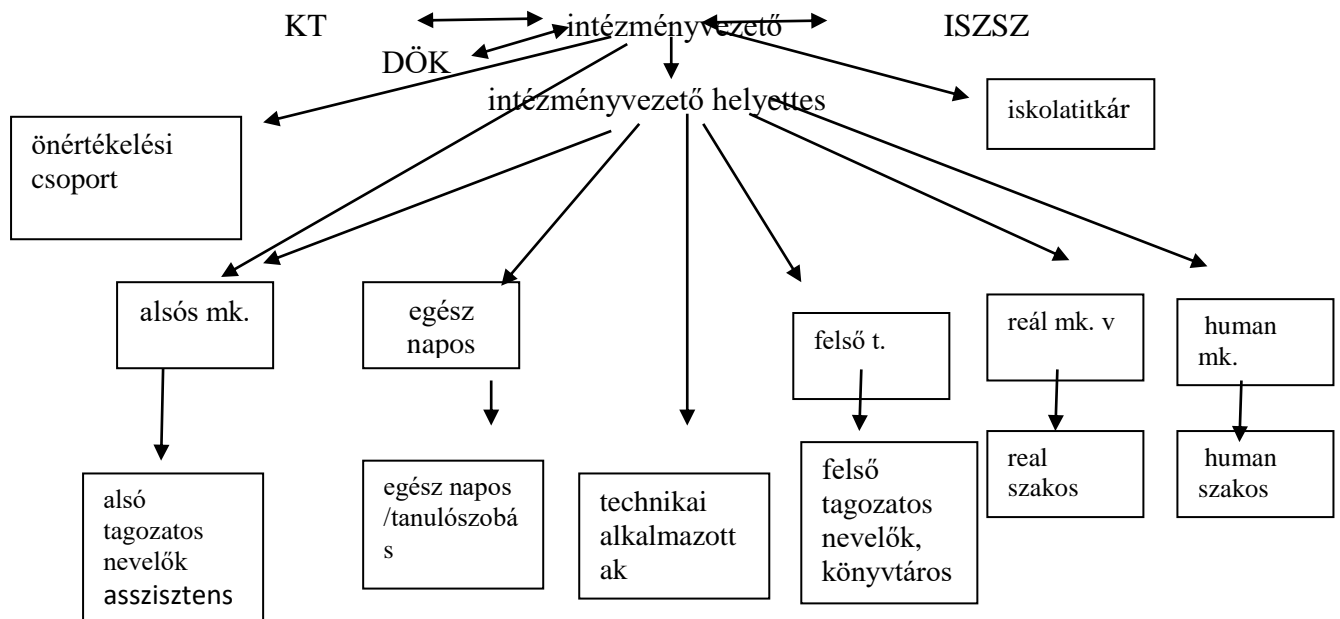 KT intézményvezető ISZSZ
DÖK
intézményvezető helyettes
iskolatitkár
önértékelési
csoport
alsós mk.
egész
napos
felső t.
reál mk. v
human
mk.
alsó
tagozatos
nevelők
asszisztens
egész napos
/tanulószobá
s
technikai
alkalmazott
ak
felső
tagozatos
nevelők,
könyvtáros
real
szakos
human
szakos